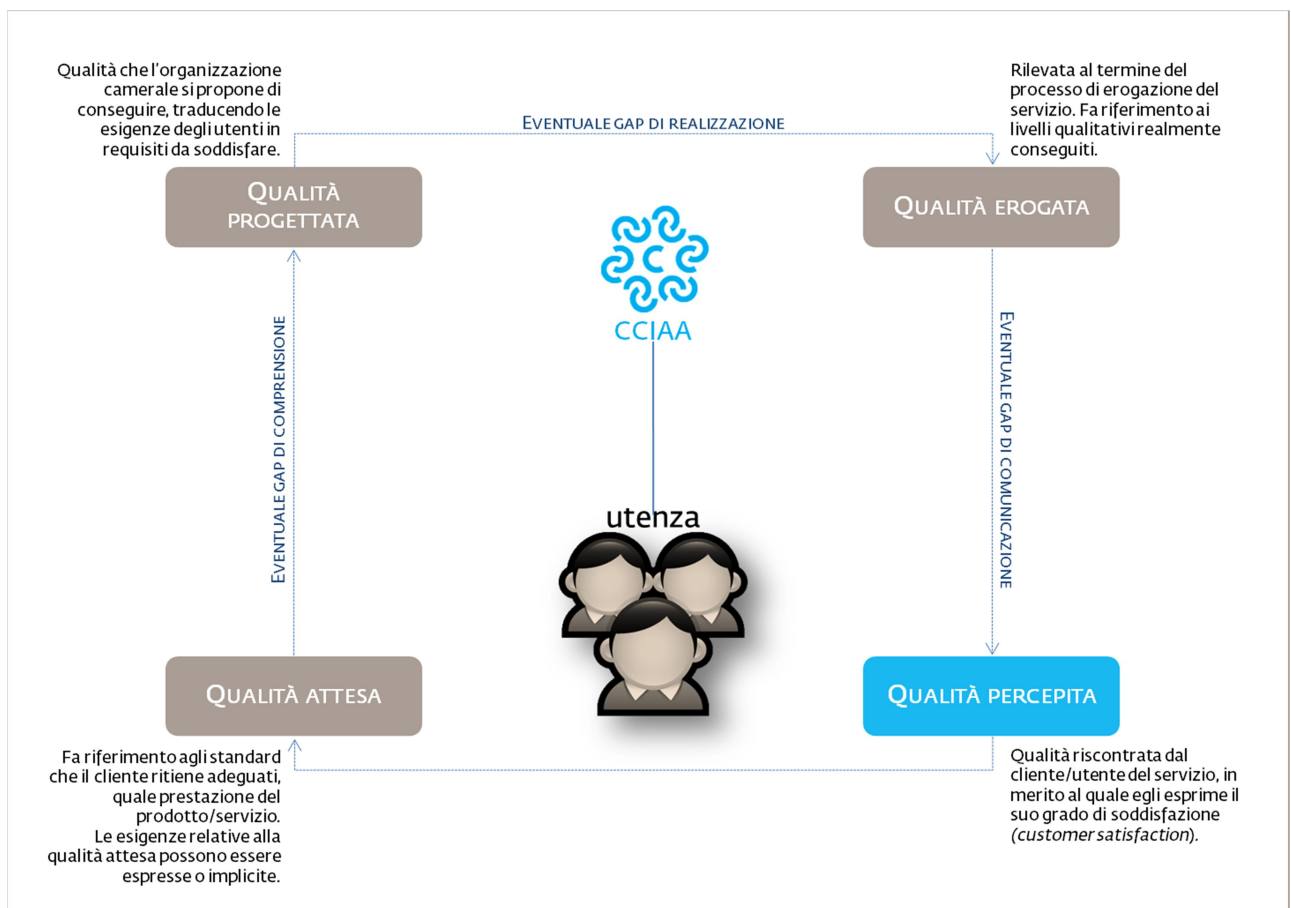 Qualità che l'organizzazione
camerale si propone di
conseguire, traducendo le
esigenze degli utenti in
requisiti da soddisfare.
EVENTUALE GAP DI REALIZZAZIONE
Rilevata al termine del
processo di erogazione del
servizio. Fa riferimento ai
livelli qualitativi realmente
conseguiti.
QUALITÀ
PROGETTATA
QUALITÀ EROGATA
C
CCIAA
EVENTUALE GAP DI COMPRENSIONE
EVENTUALE GAP DI COMUNICAZIONE
utenza
QUALITÀ ATTESA
QUALITÀ PERCEPITA
Fa riferimento agli standard
che il cliente ritiene adeguati,
quale prestazione del
prodotto/servizio.
Le esigenze relative alla
qualità attesa possono essere
espresse o implicite.
Qualità riscontrata dal
cliente/utente del servizio, in
merito al quale egli esprime il
suo grado di soddisfazione
(customer satisfaction).